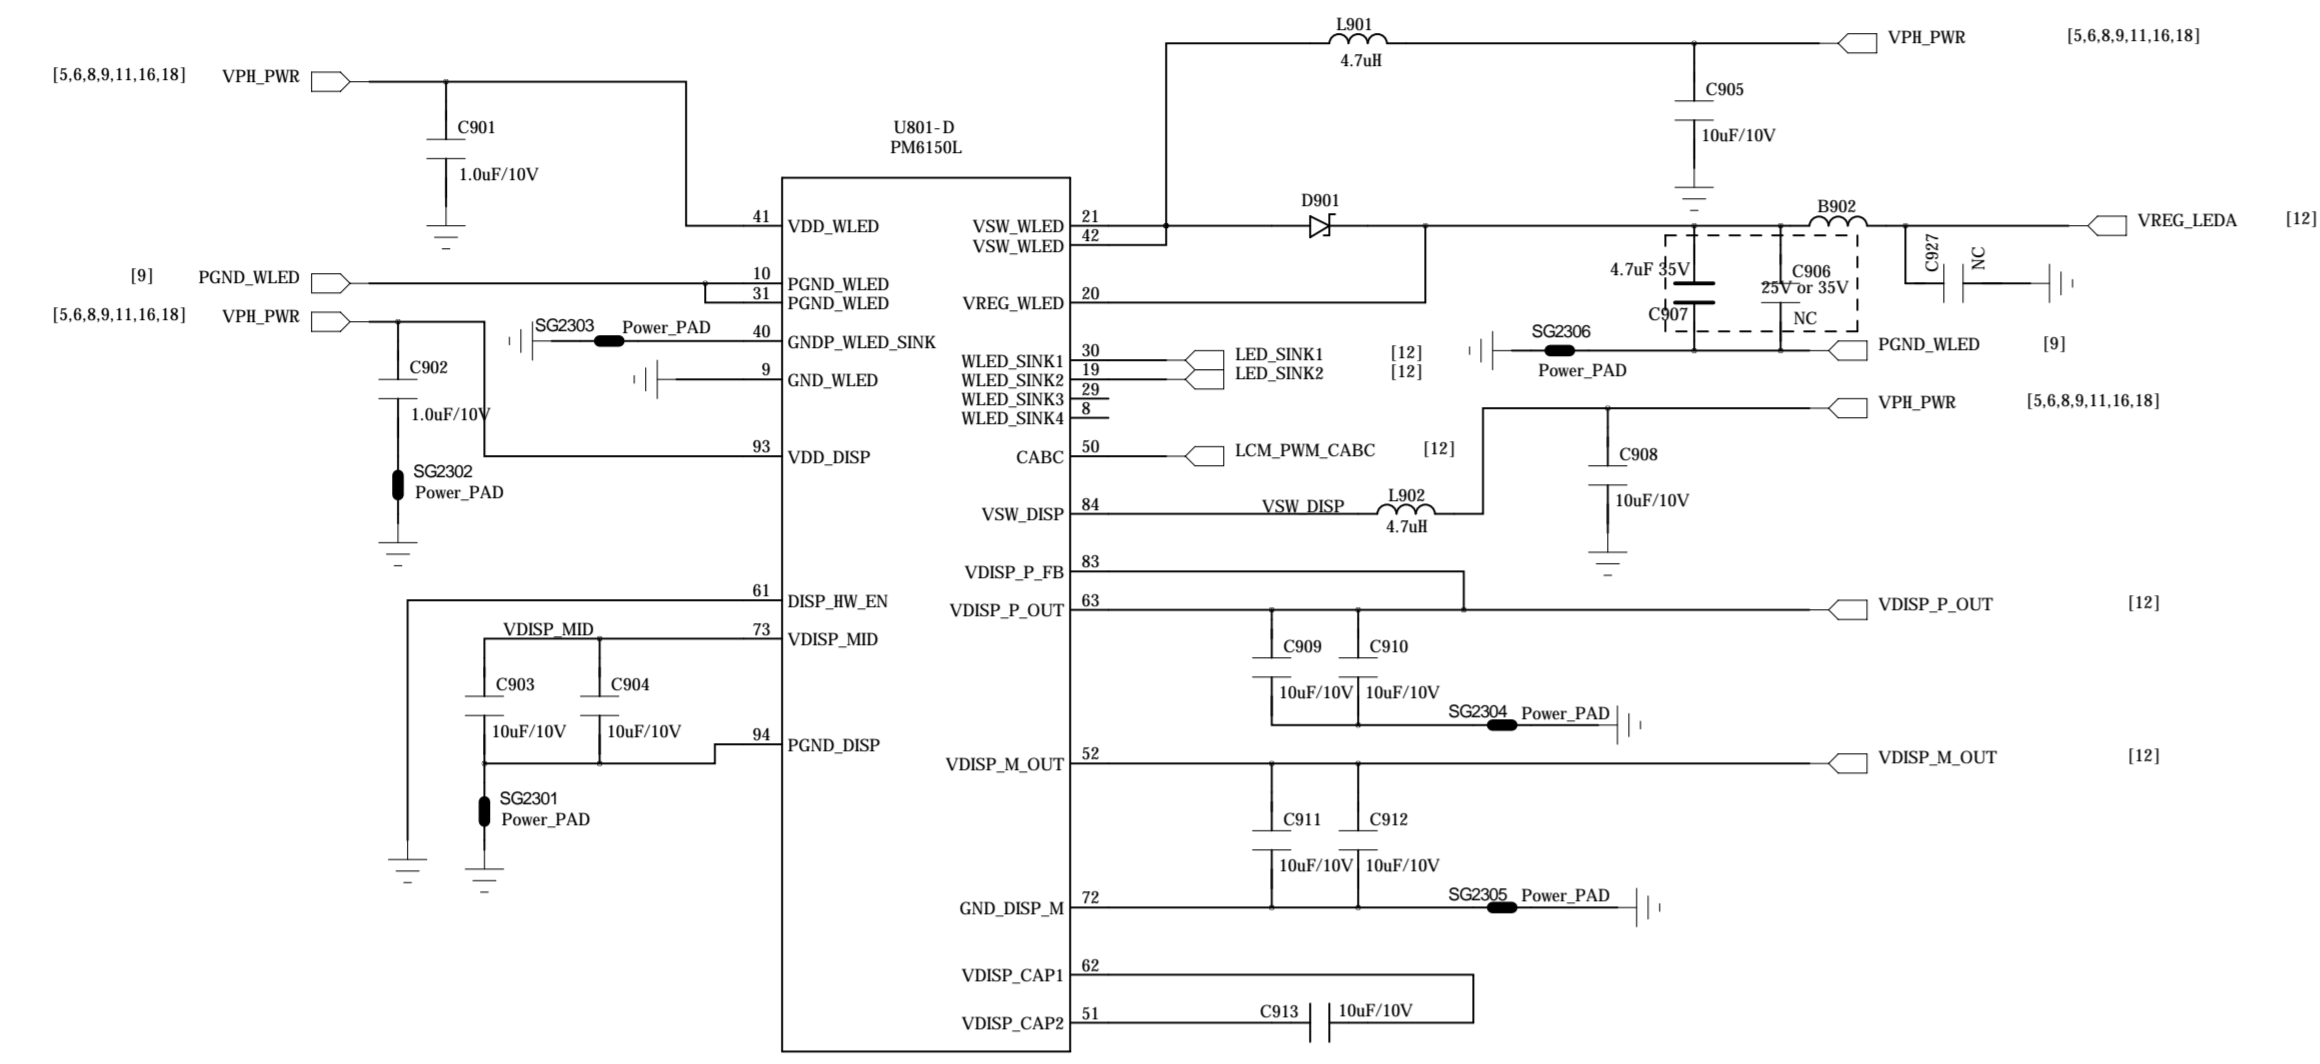 L901
4.7uH
VPH_PWR [5,6,8,9,11,16,18]
[5,6,8,9,11,16,18] VPH_PWR
C905
10uF/10V
C901
1.0uF/10V
U801-D
PM6150L
41 VDD_WLED
VSW_WLED 21
VSW_WLED 42
D901
B902
VREG_LEDA [12]
[9] PGND_WLED
10 PGND_WLED
31 PGND_WLED
VREG_WLED 20
4.7uF 35V
C907
C906
25V or 35V
NC
C927
NC
[5,6,8,9,11,16,18] VPH_PWR
SG2303 Power_PAD
40 GNDP_WLED_SINK
9 GND_WLED
SG2306
Power_PAD
PGND_WLED [9]
WLED_SINK1 30 LED_SINK1 [12]
WLED_SINK2 19 LED_SINK2 [12]
WLED_SINK3 29
WLED_SINK4 8
C902
1.0uF/10V
VPH_PWR [5,6,8,9,11,16,18]
93 VDD_DISP
CABC 50 LCM_PWM_CABC [12]
C908
10uF/10V
SG2302
Power_PAD
VSW_DISP 84 VSW_DISP
L902
4.7uH
VDISP_P_FB 83
61 DISP_HW_EN
VDISP_P_OUT 63
VDISP_P_OUT [12]
VDISP_MID 73 VDISP_MID
C909
10uF/10V
C910
10uF/10V
C903
10uF/10V
C904
10uF/10V
SG2304 Power_PAD
94 PGND_DISP
VDISP_M_OUT 52
VDISP_M_OUT [12]
SG2301
Power_PAD
C911
10uF/10V
C912
10uF/10V
GND_DISP_M 72
SG2305 Power_PAD
VDISP_CAP1 62
VDISP_CAP2 51
C913 10uF/10V